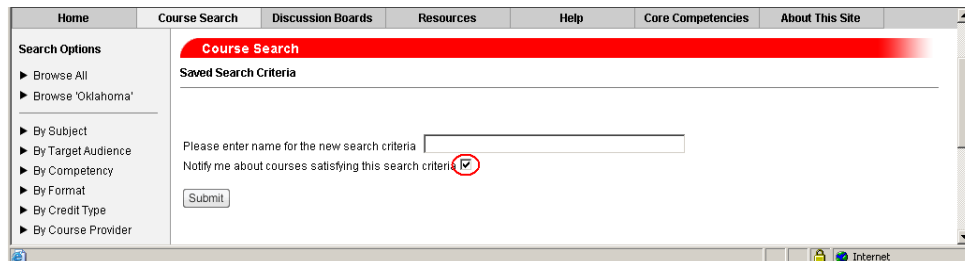 Home Course Search Discussion Boards Resources Help Core Competencies About This Site
Search Options
▶ Browse All
▶ Browse 'Oklahoma'
▶ By Subject
▶ By Target Audience
▶ By Competency
▶ By Format
▶ By Credit Type
▶ By Course Provider
Course Search
Saved Search Criteria
Please enter name for the new search criteria
Notify me about courses satisfying this search criteria
Submit
Internet